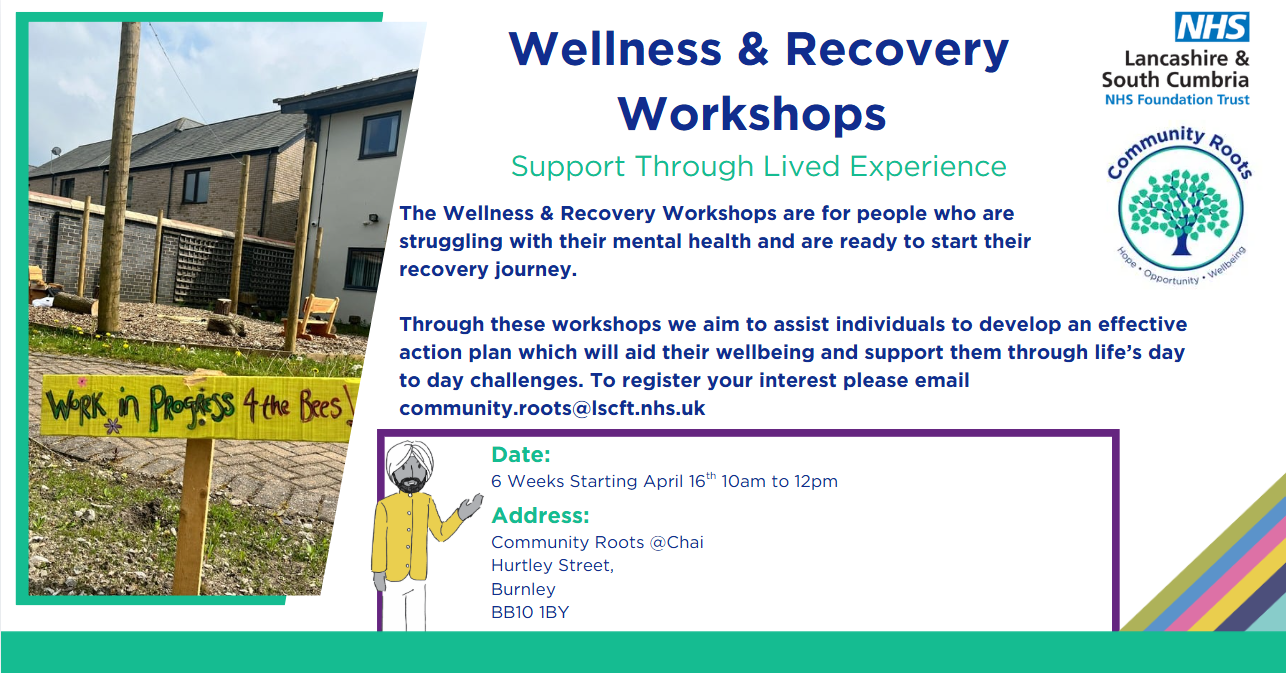 Wellness & Recovery
Workshops
Support Through Lived Experience
NHS
Lancashire &
South Cumbria
NHS Foundation Trust
Community Roots
Hope • Opportunity • Wellbeing
The Wellness & Recovery Workshops are for people who are
struggling with their mental health and are ready to start their
recovery journey.
Through these workshops we aim to assist individuals to develop an effective
action plan which will aid their wellbeing and support them through life’s day
to day challenges. To register your interest please email
community.roots@lscft.nhs.uk
Work in Progress 4 the Bees!
Date:
6 Weeks Starting April 16th 10am to 12pm
Address:
Community Roots @Chai
Hurtley Street,
Burnley
BB10 1BY